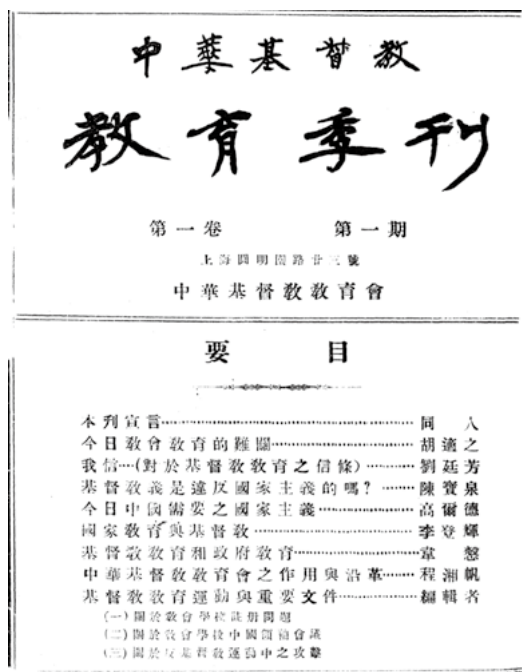 中華基督教
教育季刊
第一卷 第一期
上海圓明園路廿三號
中華基督教教育會
要目
本刊宣言……同人
今日教會教育的難關……胡適之
我信…(對於基督教教育之信條)……劉廷芳
基督教義是違反國家主義的嗎?……陳寶泉
今日中國需要之國家主義……高爾德
國家教育與基督教……李登輝
基督教教育和政府教育……韋慤
中華基督教教育會之作用與沿革……程湘帆
基督教教育運動與重要文件……編輯者
(一)關於教會學校註册問題
(二)關於教會學校中國領袖會議
(三)關於反基督教運動中之攻擊